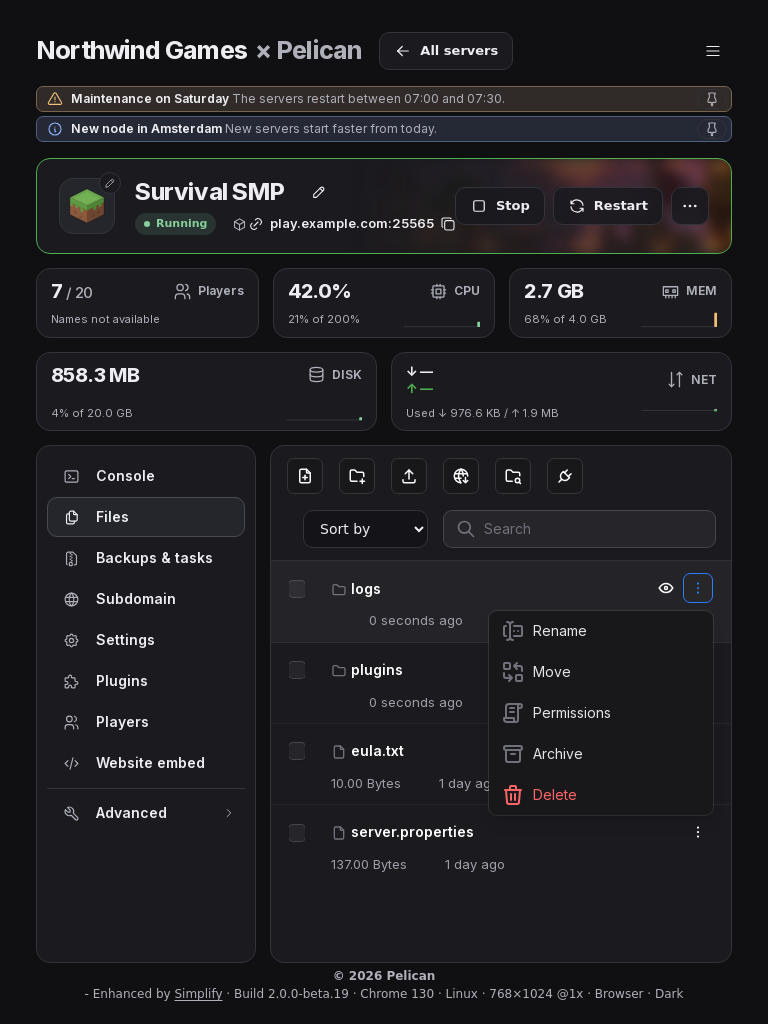 Northwind Games × Pelican
All servers
Maintenance on Saturday The servers restart between 07:00 and 07:30.
New node in Amsterdam New servers start faster from today.
Survival SMP
Stop
Restart
Running
play.example.com:25565
7 / 20
Players
Names not available
42.0%
CPU
21% of 200%
2.7 GB
MEM
68% of 4.0 GB
858.3 MB
DISK
4% of 20.0 GB
↓ —
↑ —
NET
Used ↓ 976.6 KB / ↑ 1.9 MB
Console
Files
Backups & tasks
Subdomain
Settings
Plugins
Players
Website embed
Advanced
Sort by
Search
logs
0 seconds ago
plugins
0 seconds ago
eula.txt
10.00 Bytes 1 day ag
server.properties
137.00 Bytes 1 day ago
Rename
Move
Permissions
Archive
Delete
© 2026 Pelican
- Enhanced by Simplify · Build 2.0.0-beta.19 · Chrome 130 · Linux · 768×1024 @1x · Browser · Dark